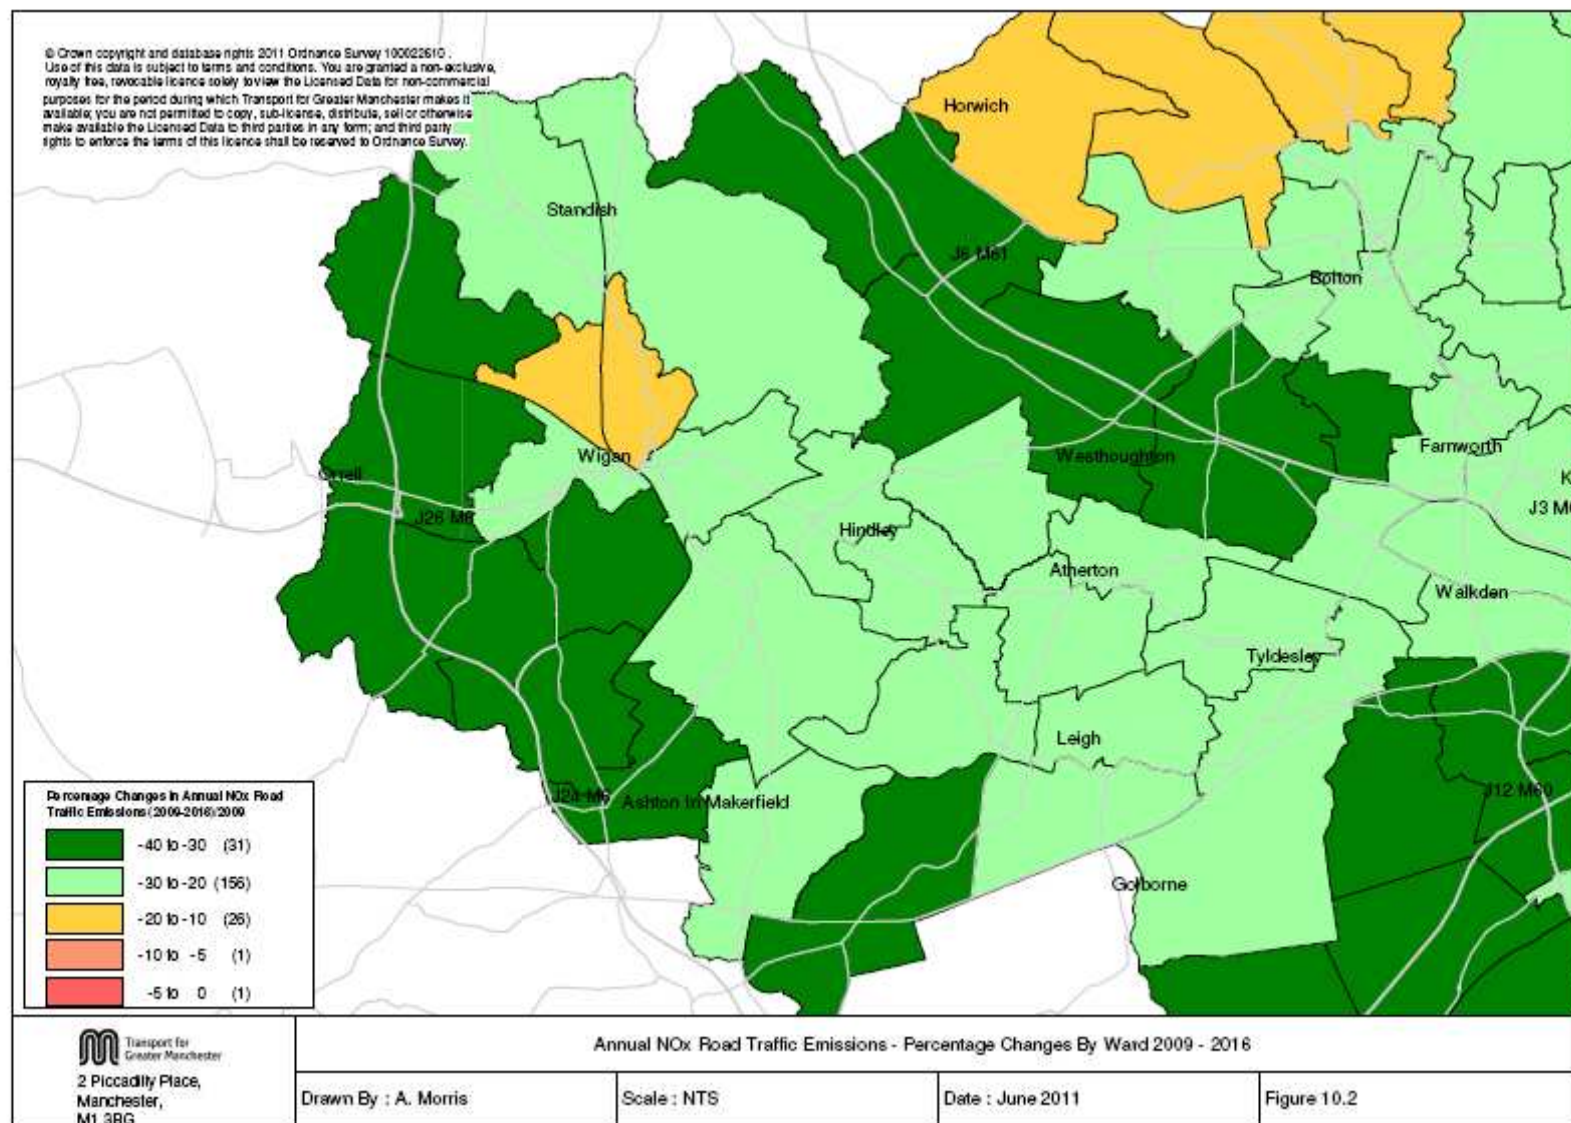 © Crown copyright and database rights 2011 Ordnance Survey 100022610 .
Use of this data is subject to terms and conditions. You are granted a non-exclusive,
royalty free, revocable licence solely to view the Licensed Data for non-commercial
purposes for the period during which Transport for Greater Manchester makes it
available; you are not permitted to copy, sub-license, distribute, sell or otherwise
make available the Licensed Data to third parties in any form; and third party
rights to enforce the terms of this licence shall be reserved to Ordnance Survey.
Horwich
Standish
J6 M61
Bolton
Wigan
Westhoughton
Farnworth
Orrell
K
J3 M6
J26 M6
Hindley
Atherton
Walkden
Tyldesley
Leigh
J24 M6
Ashton In Makerfield
J12 M60
Golborne
Percentage Changes in Annual NOx Road
Traffic Emissions (2009-2016)/2009
-40 to -30 (31)
-30 to -20 (156)
-20 to -10 (26)
-10 to -5 (1)
-5 to 0 (1)
Transport for
Greater Manchester
2 Piccadilly Place,
Manchester,
M1 3BG
Annual NOx Road Traffic Emissions - Percentage Changes By Ward 2009 - 2016
Drawn By : A. Morris
Scale : NTS
Date : June 2011
Figure 10.2